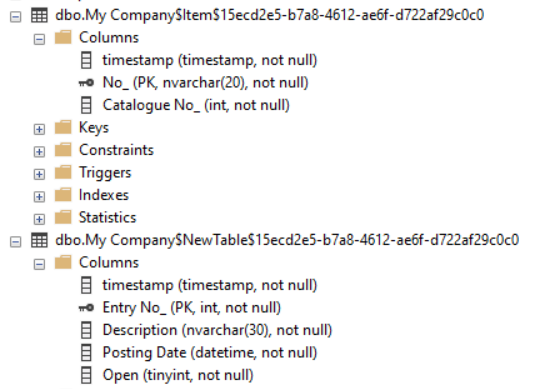 dbo.My Company$Item$15ecd2e5-b7a8-4612-ae6f-d722af29c0c0
Columns
timestamp (timestamp, not null)
No_ (PK, nvarchar(20), not null)
Catalogue No_ (int, not null)
Keys
Constraints
Triggers
Indexes
Statistics
dbo.My Company$NewTable$15ecd2e5-b7a8-4612-ae6f-d722af29c0c0
Columns
timestamp (timestamp, not null)
Entry No_ (PK, int, not null)
Description (nvarchar(30), not null)
Posting Date (datetime, not null)
Open (tinyint, not null)